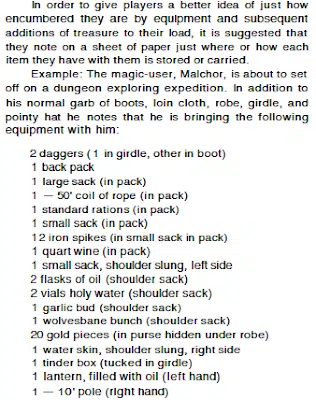 In order to give players a better idea of just how
encumbered they are by equipment and subsequent
additions of treasure to their load, it is suggested that
they note on a sheet of paper just where or how each
item they have with them is stored or carried.
Example: The magic-user, Malchor, is about to set
off on a dungeon exploring expedition. In addition to
his normal garb of boots, loin cloth, robe, girdle, and
pointy hat he notes that he is bringing the following
equipment with him:
2 daggers (1 in girdle, other in boot)
1 back pack
1 large sack (in pack)
1 — 50' coil of rope (in pack)
1 standard rations (in pack)
1 small sack (in pack)
12 iron spikes (in small sack in pack)
1 quart wine (in pack)
1 small sack, shoulder slung, left side
2 flasks of oil (shoulder sack)
2 vials holy water (shoulder sack)
1 garlic bud (shoulder sack)
1 wolvesbane bunch (shoulder sack)
20 gold pieces (in purse hidden under robe)
1 water skin, shoulder slung, right side
1 tinder box (tucked in girdle)
1 lantern, filled with oil (left hand)
1 — 10' pole (right hand)